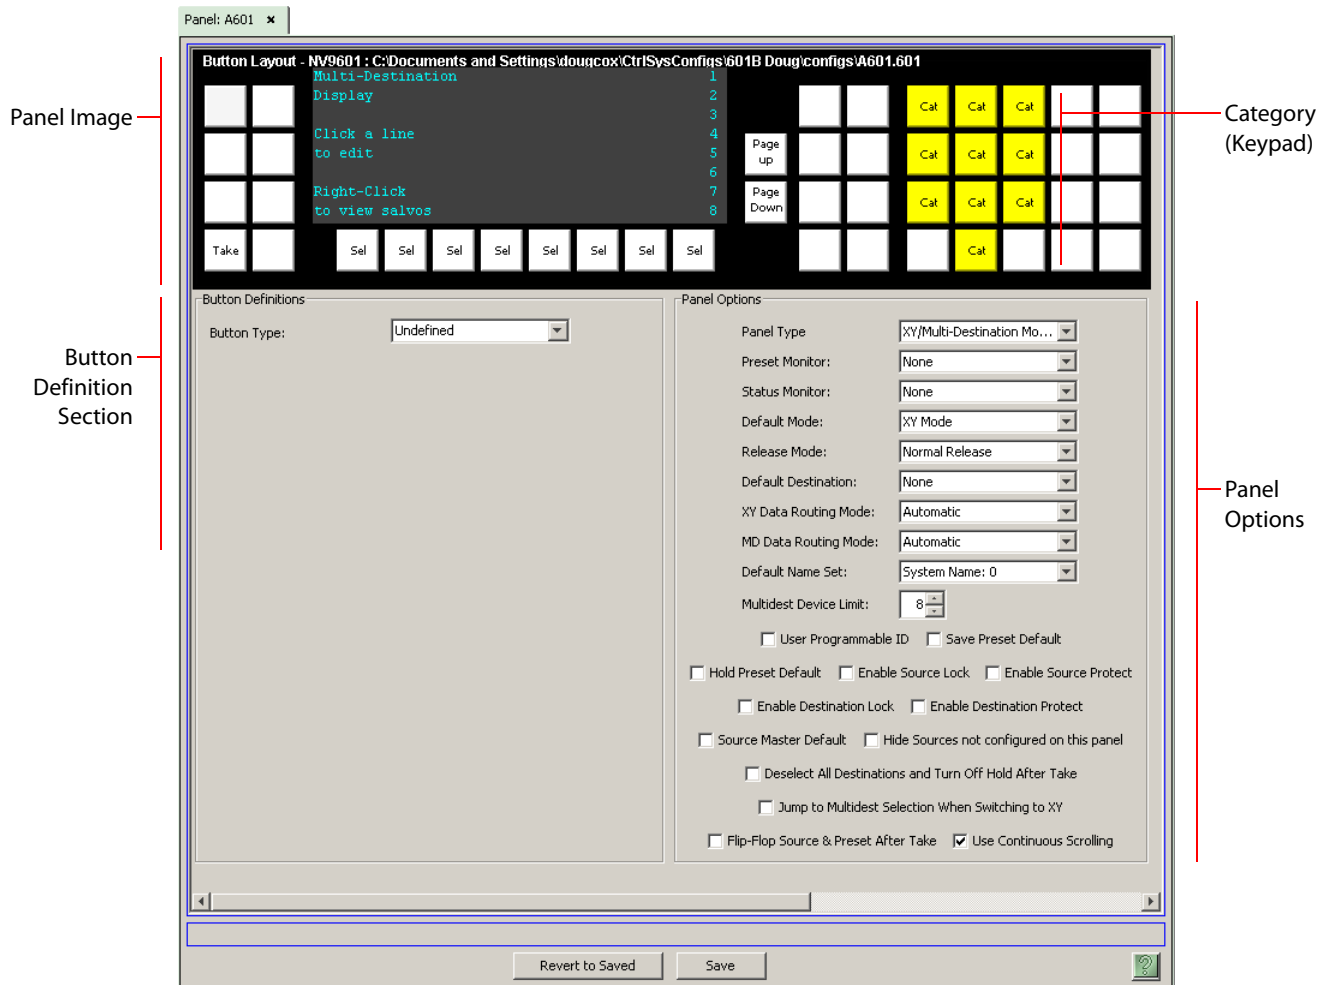 Panel: A601 ×
Button Layout - NV9601 : C:\Documents and Settings\dougcox\CtrlSysConfigs\601B Doug\configs\A601.601
Multi-Destination 1
Display 2
3
Click a line 4
to edit 5
6
Right-Click 7
to view salvos 8
Page
up
Page
Down
Cat Cat Cat
Cat Cat Cat
Cat Cat Cat
Cat
Take
Sel Sel Sel Sel Sel Sel Sel Sel
Panel Image
Category
(Keypad)
Button
Definition
Section
Panel
Options
Button Definitions
Button Type: Undefined
Panel Options
Panel Type XY/Multi-Destination Mo...
Preset Monitor: None
Status Monitor: None
Default Mode: XY Mode
Release Mode: Normal Release
Default Destination: None
XY Data Routing Mode: Automatic
MD Data Routing Mode: Automatic
Default Name Set: System Name: 0
Multidest Device Limit: 8
User Programmable ID Save Preset Default
Hold Preset Default Enable Source Lock Enable Source Protect
Enable Destination Lock Enable Destination Protect
Source Master Default Hide Sources not configured on this panel
Deselect All Destinations and Turn Off Hold After Take
Jump to Multidest Selection When Switching to XY
Flip-Flop Source & Preset After Take Use Continuous Scrolling
Revert to Saved Save ?